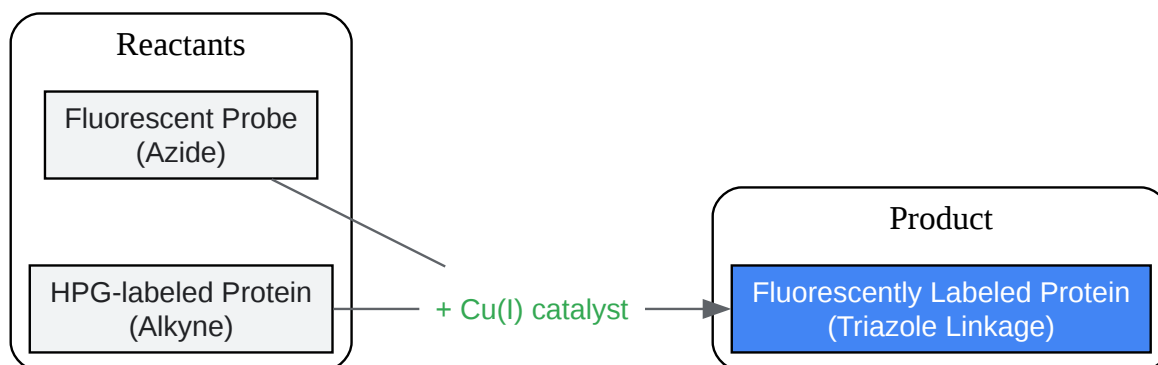 Reactants
Fluorescent Probe
(Azide)
HPG-labeled Protein
(Alkyne)
+ Cu(I) catalyst
Product
Fluorescently Labeled Protein
(Triazole Linkage)